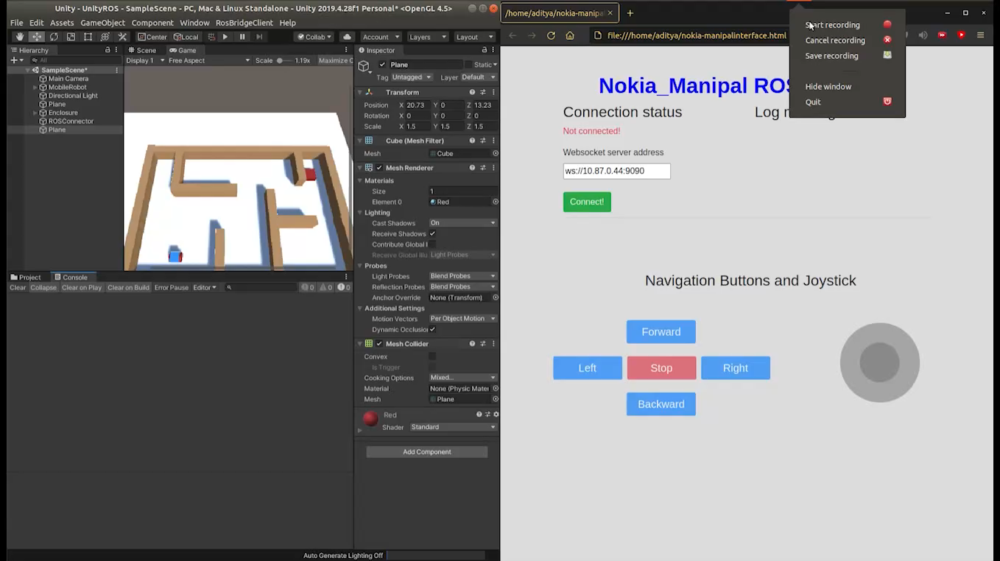 Unity - UnityROS - SampleScene - PC, Mac & Linux Standalone - Unity 2019.4.28f1 Personal* <OpenGL 4.5>
File Edit Assets GameObject Component Window RosBridgeClient Help
Center Local Collab Account Layers Layout
Hierarchy
All
SampleScene*
Main Camera
MobileRobot
Directional Light
Plane
Enclosure
ROSConnector
Plane
Scene Game
Display 1 Free Aspect Scale 1.19x Maximize
Inspector
Plane Static
Tag Untagged Layer Default
Transform
Position X 20.73 Y 0 Z 13.23
Rotation X 0 Y 0 Z 0
Scale X 1.5 Y 1.5 Z 1.5
Cube (Mesh Filter)
Mesh Cube
Mesh Renderer
Materials
Size 1
Element 0 Red
Lighting
Cast Shadows On
Receive Shadows
Contribute Global I
Receive Global Illu Light Probes
Probes
Light Probes Blend Probes
Reflection Probes Blend Probes
Anchor Override None (Transform)
Additional Settings
Motion Vectors Per Object Motion
Dynamic Occlusion
Mesh Collider
Convex
Is Trigger
Cooking Options Mixed...
Material None (Physic Mater
Mesh Plane
Red
Shader Standard
Add Component
Project Console
Clear Collapse Clear on Play Clear on Build Error Pause Editor 0 0 0
Auto Generate Lighting Off
/home/aditya/nokia-manipal
file:///home/aditya/nokia-manipalinterface.html
Start recording
Cancel recording
Save recording
Hide window
Quit
Nokia_Manipal ROS
Connection status
Log m
Not connected!
Websocket server address
ws://10.87.0.44:9090
Connect!
Navigation Buttons and Joystick
Forward
Left Stop Right
Backward